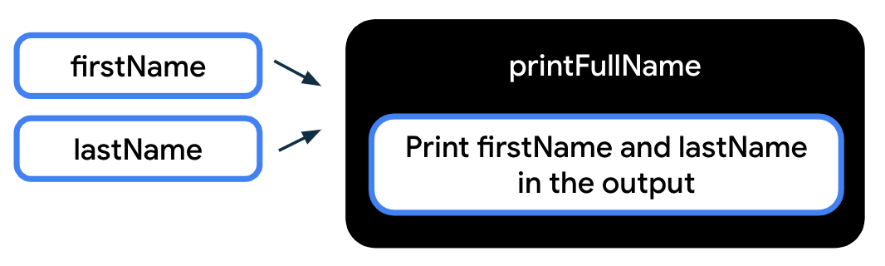 firstName
lastName
printFullName
Print firstName and lastName
in the output